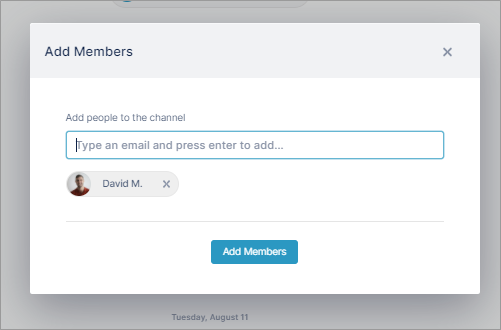 Add Members
Add people to the channel
Type an email and press enter to add...
David M.
Add Members
Tuesday, August 11